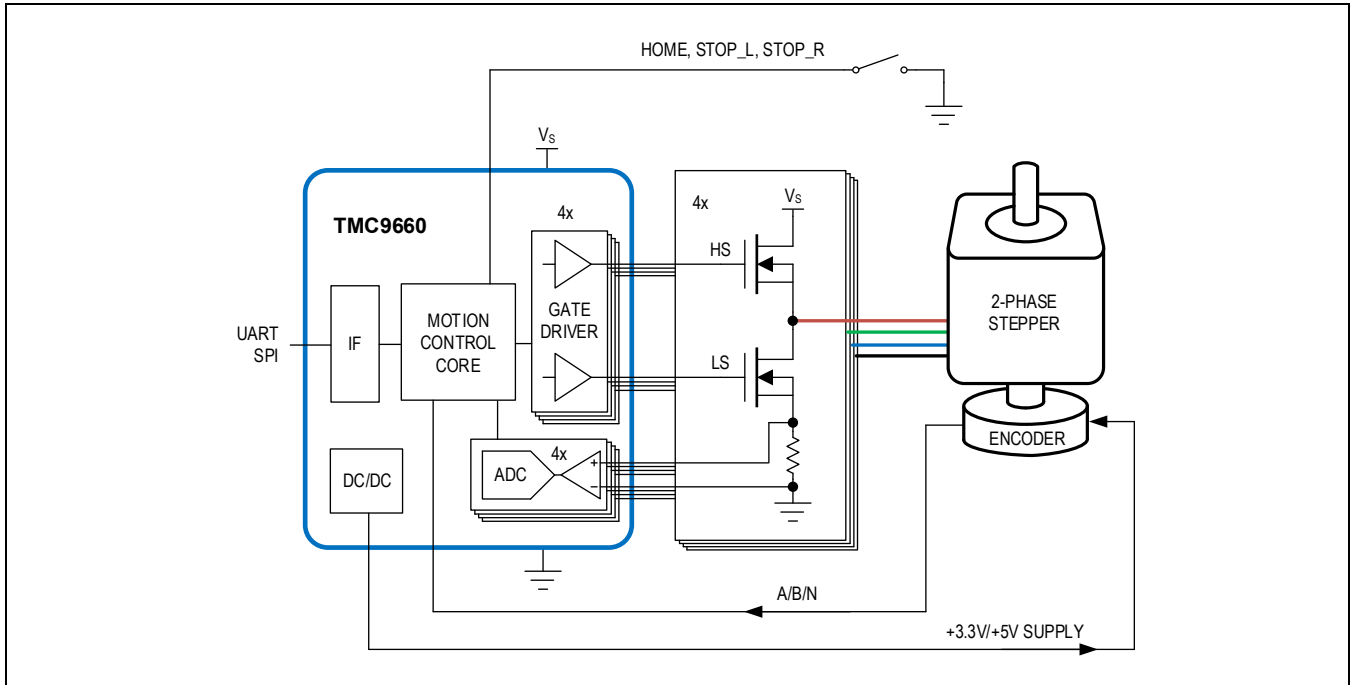 HOME, STOP_L, STOP_R
VS
TMC9660
4x
4x
VS
HS
GATE
DRIVER
MOTION
CONTROL
CORE
IF
UART
SPI
LS
2-PHASE
STEPPER
ENCODER
4x
ADC
+
−
DC/DC
A/B/N
+3.3V/+5V SUPPLY